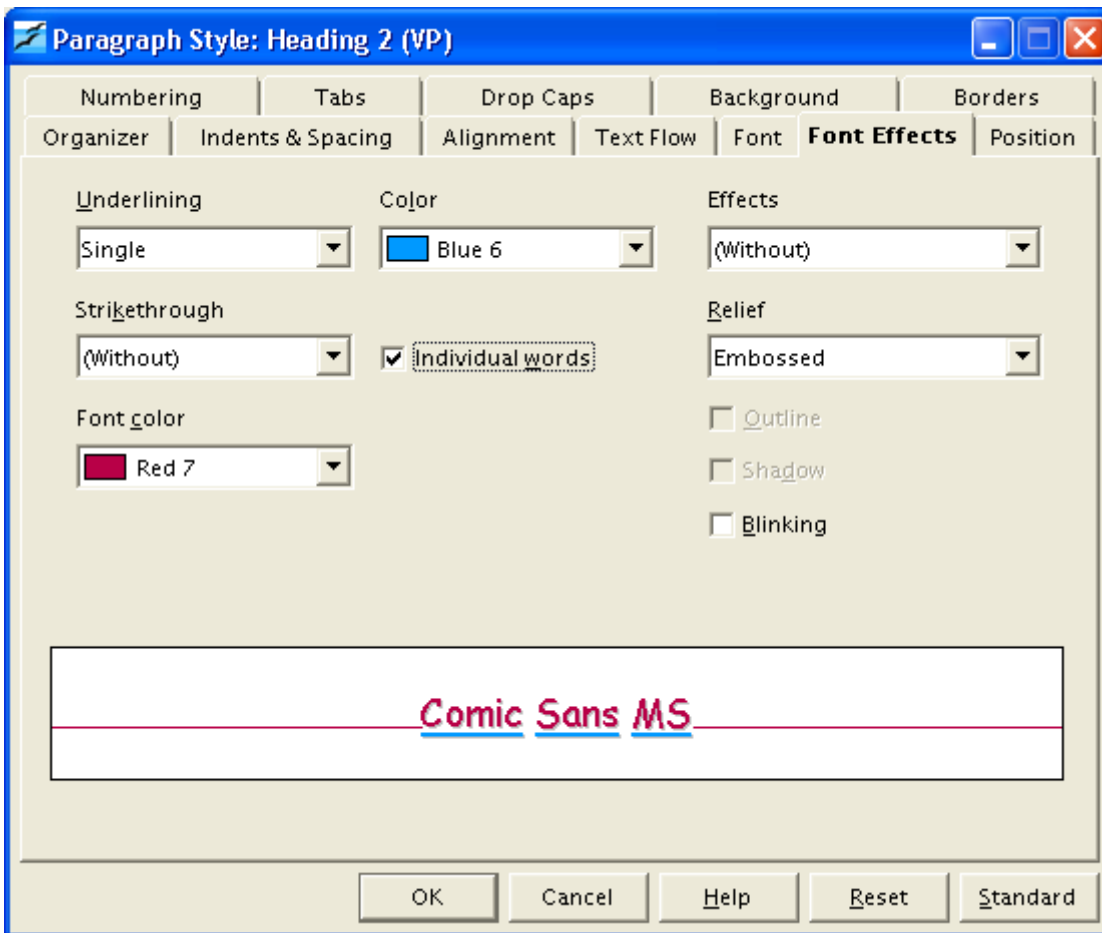 Paragraph Style: Heading 2 (VP)
Numbering Tabs Drop Caps Background Borders
Organizer Indents & Spacing Alignment Text Flow Font Font Effects Position
Underlining Color Effects
Single Blue 6 (Without)
Strikethrough Relief
(Without) Individual words Embossed
Font color Outline
Red 7 Shadow
Blinking
Comic Sans MS
OK Cancel Help Reset Standard